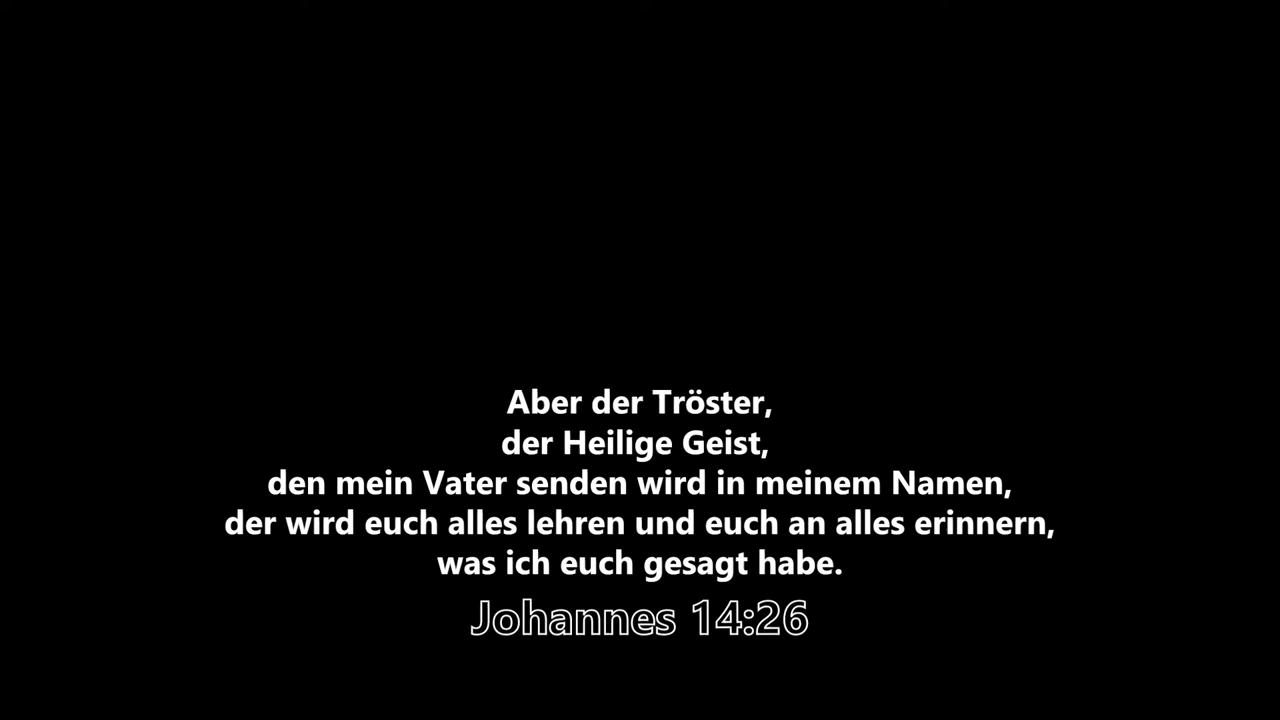 Aber der Tröster,
der Heilige Geist,
den mein Vater senden wird in meinem Namen,
der wird euch alles lehren und euch an alles erinnern,
was ich euch gesagt habe.
Johannes 14:26